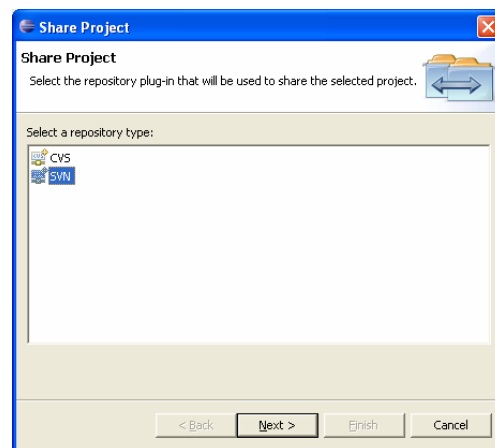 Share Project
Share Project
Select the repository plug-in that will be used to share the selected project.
Select a repository type:
CVS
SVN
< Back
Next >
Finish
Cancel